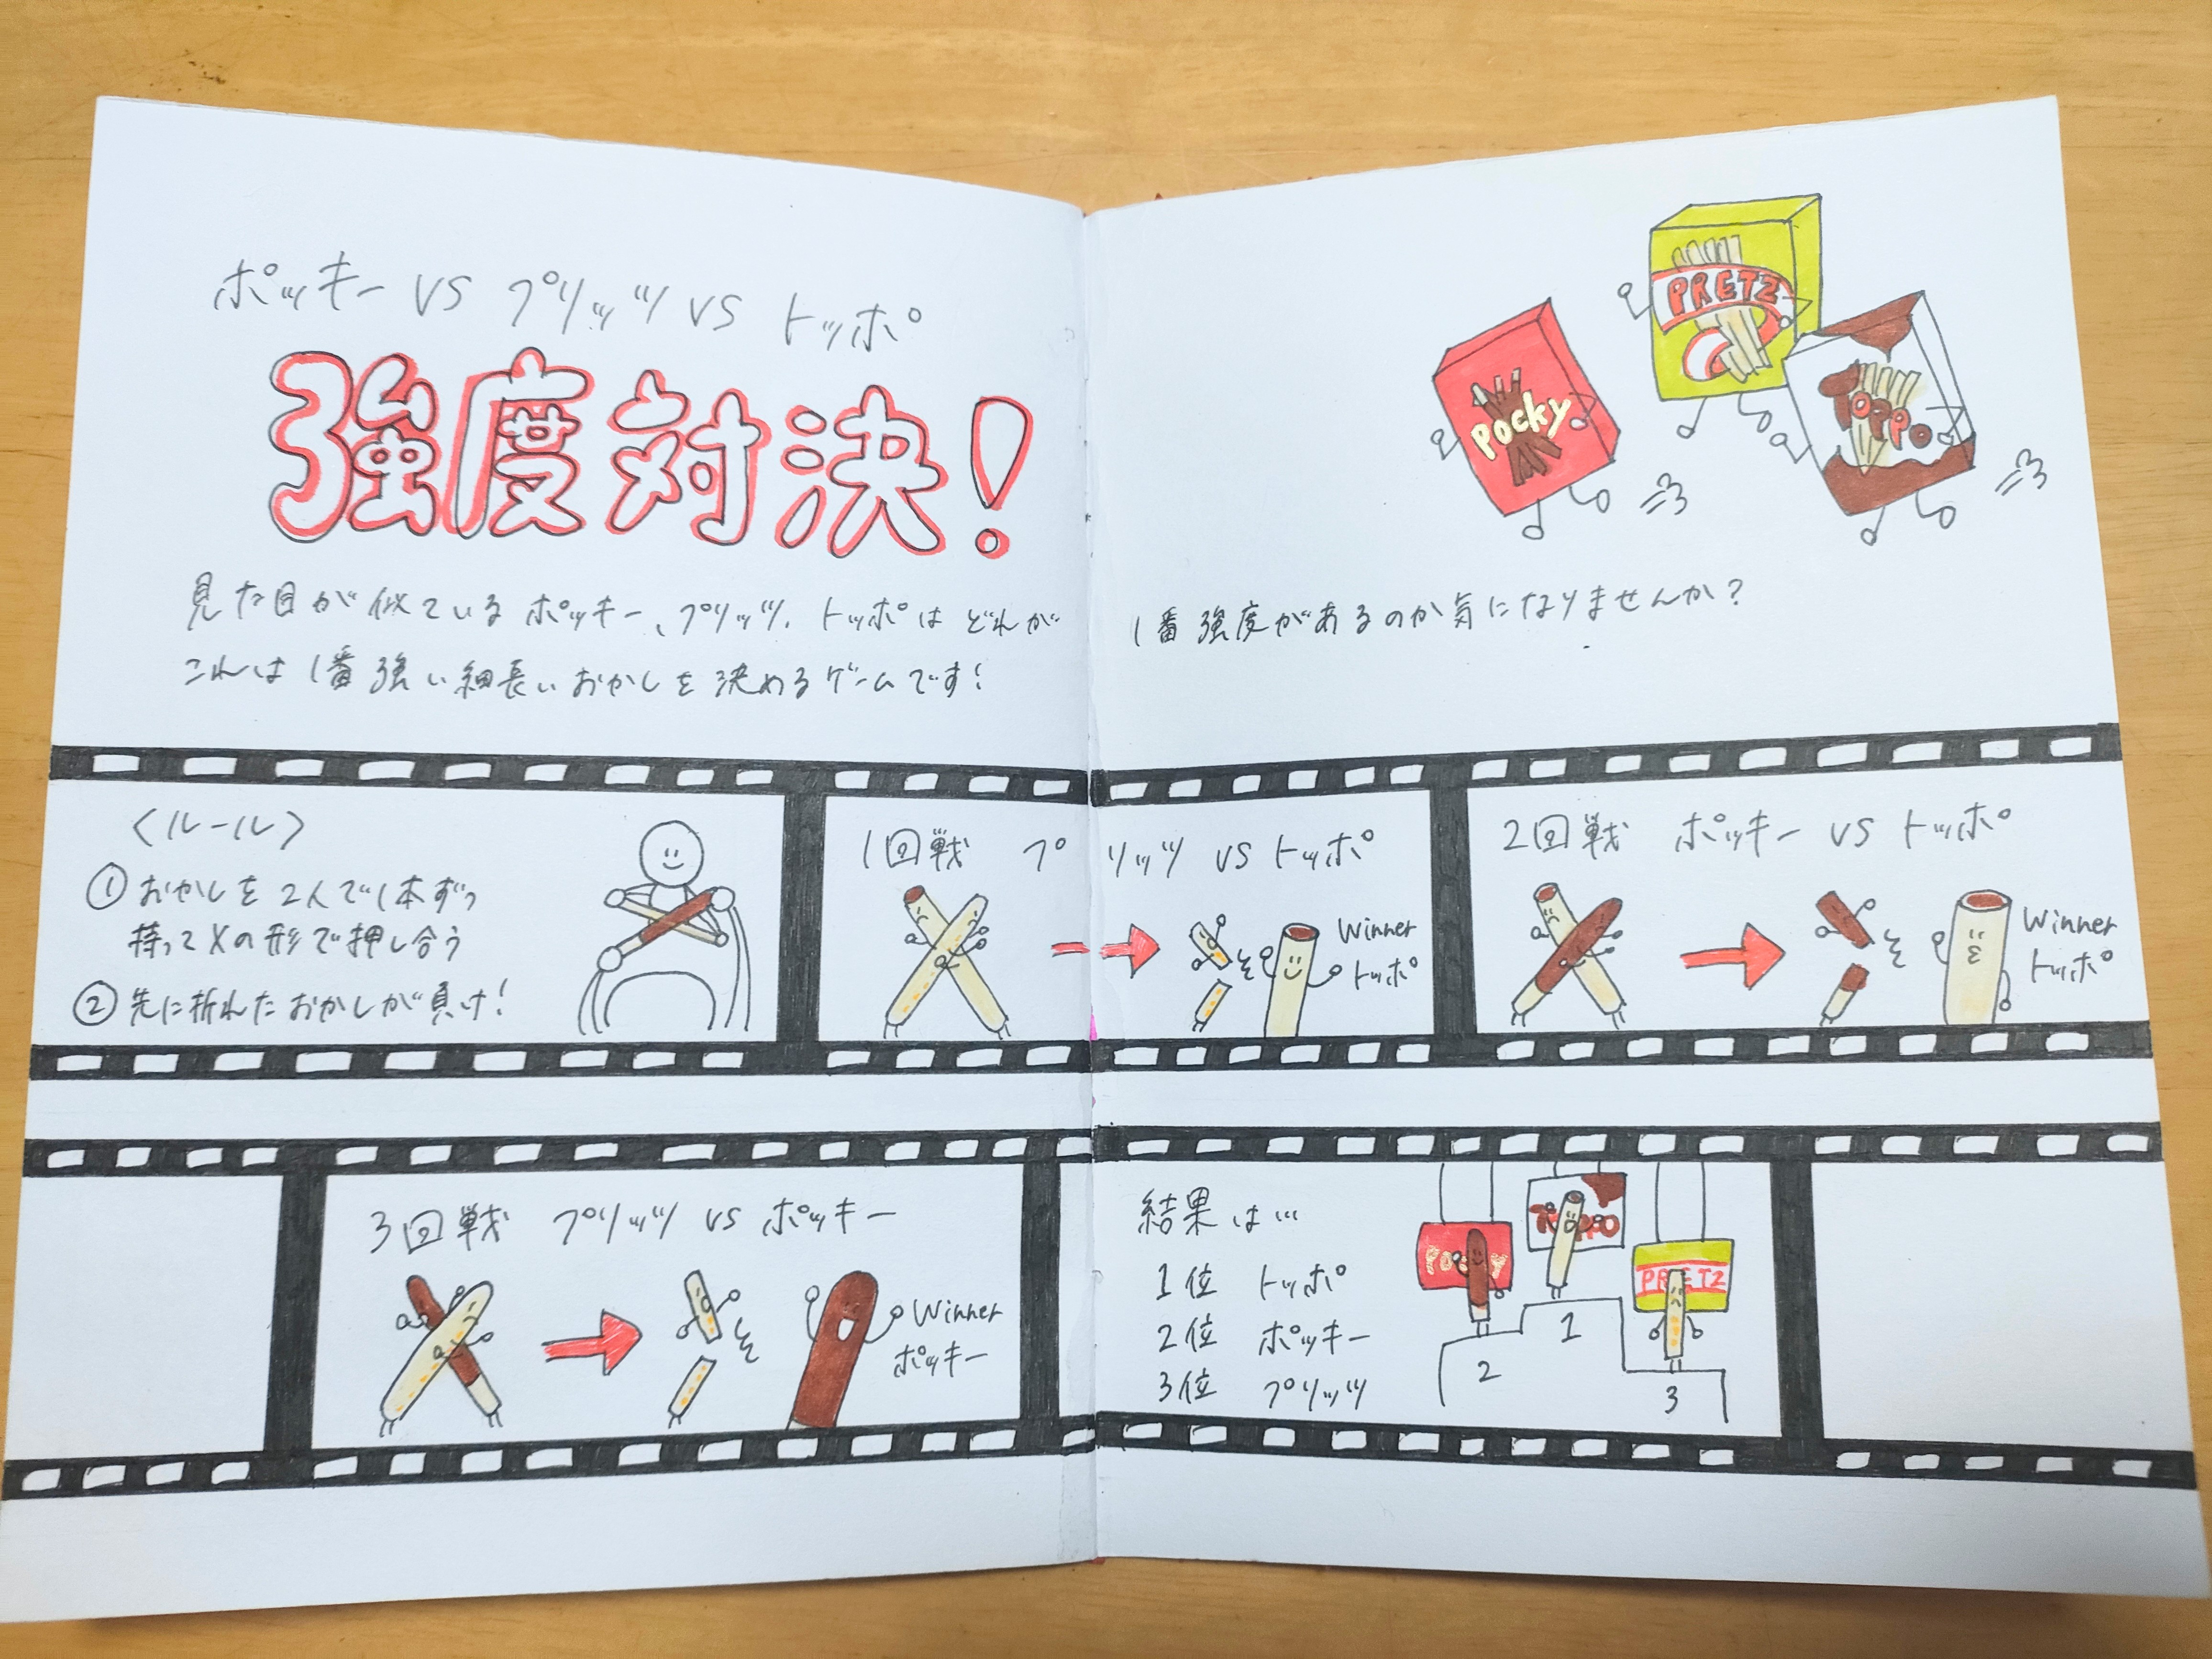 ポッキー vs プリッツ vs トッポ
強度対決!
pocky
PRETZ
TOPPO
見た目が似ているポッキー、プリッツ、トッポはどれが1番強度があるのか気になりませんか?
これは1番強い細長いおかしを決めるゲームです!
<ルール>
①おかしを2人で1本ずつ
持ってXの形で押し合う
②先に折れたおかしが負け!
1回戦 プリッツ vs トッポ
Winner
トッポ
2回戦 ポッキー vs トッポ
Winner
トッポ
3回戦 プリッツ vs ポッキー
Winner
ポッキー
結果は…
1位 トッポ
2位 ポッキー
3位 プリッツ
POCKY
TOPPO
PRETZ
1
2
3